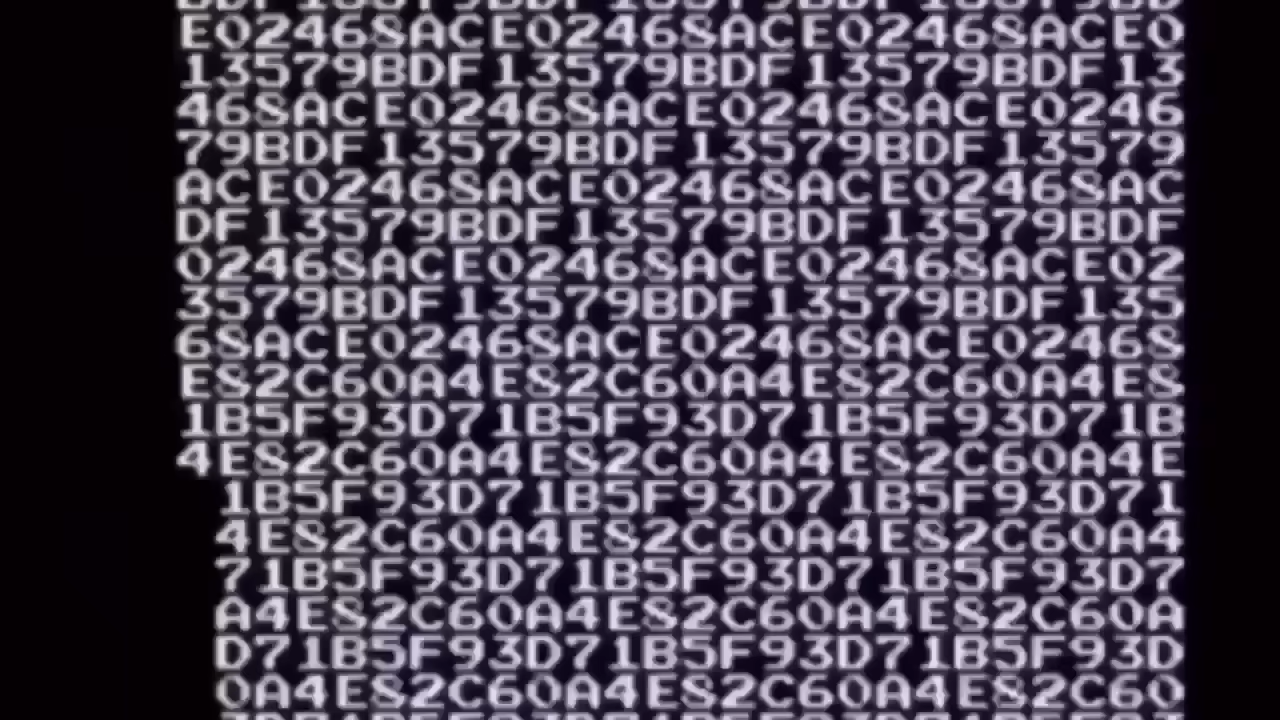 E02468ACE02468ACE02468ACE0
13579BDF13579BDF13579BDF13
468ACE02468ACE02468ACE0246
79BDF13579BDF13579BDF13579
ACE02468ACE02468ACE02468AC
DF13579BDF13579BDF13579BDF
02468ACE02468ACE02468ACE02
3579BDF13579BDF13579BDF135
68ACE02468ACE02468ACE02468
E82C60A4E82C60A4E82C60A4E8
1B5F93D71B5F93D71B5F93D71B
4E82C60A4E82C60A4E82C60A4E
1B5F93D71B5F93D71B5F93D71
4E82C60A4E82C60A4E82C60A4
71B5F93D71B5F93D71B5F93D7
A4E82C60A4E82C60A4E82C60A
D71B5F93D71B5F93D71B5F93D
0A4E82C60A4E82C60A4E82C60